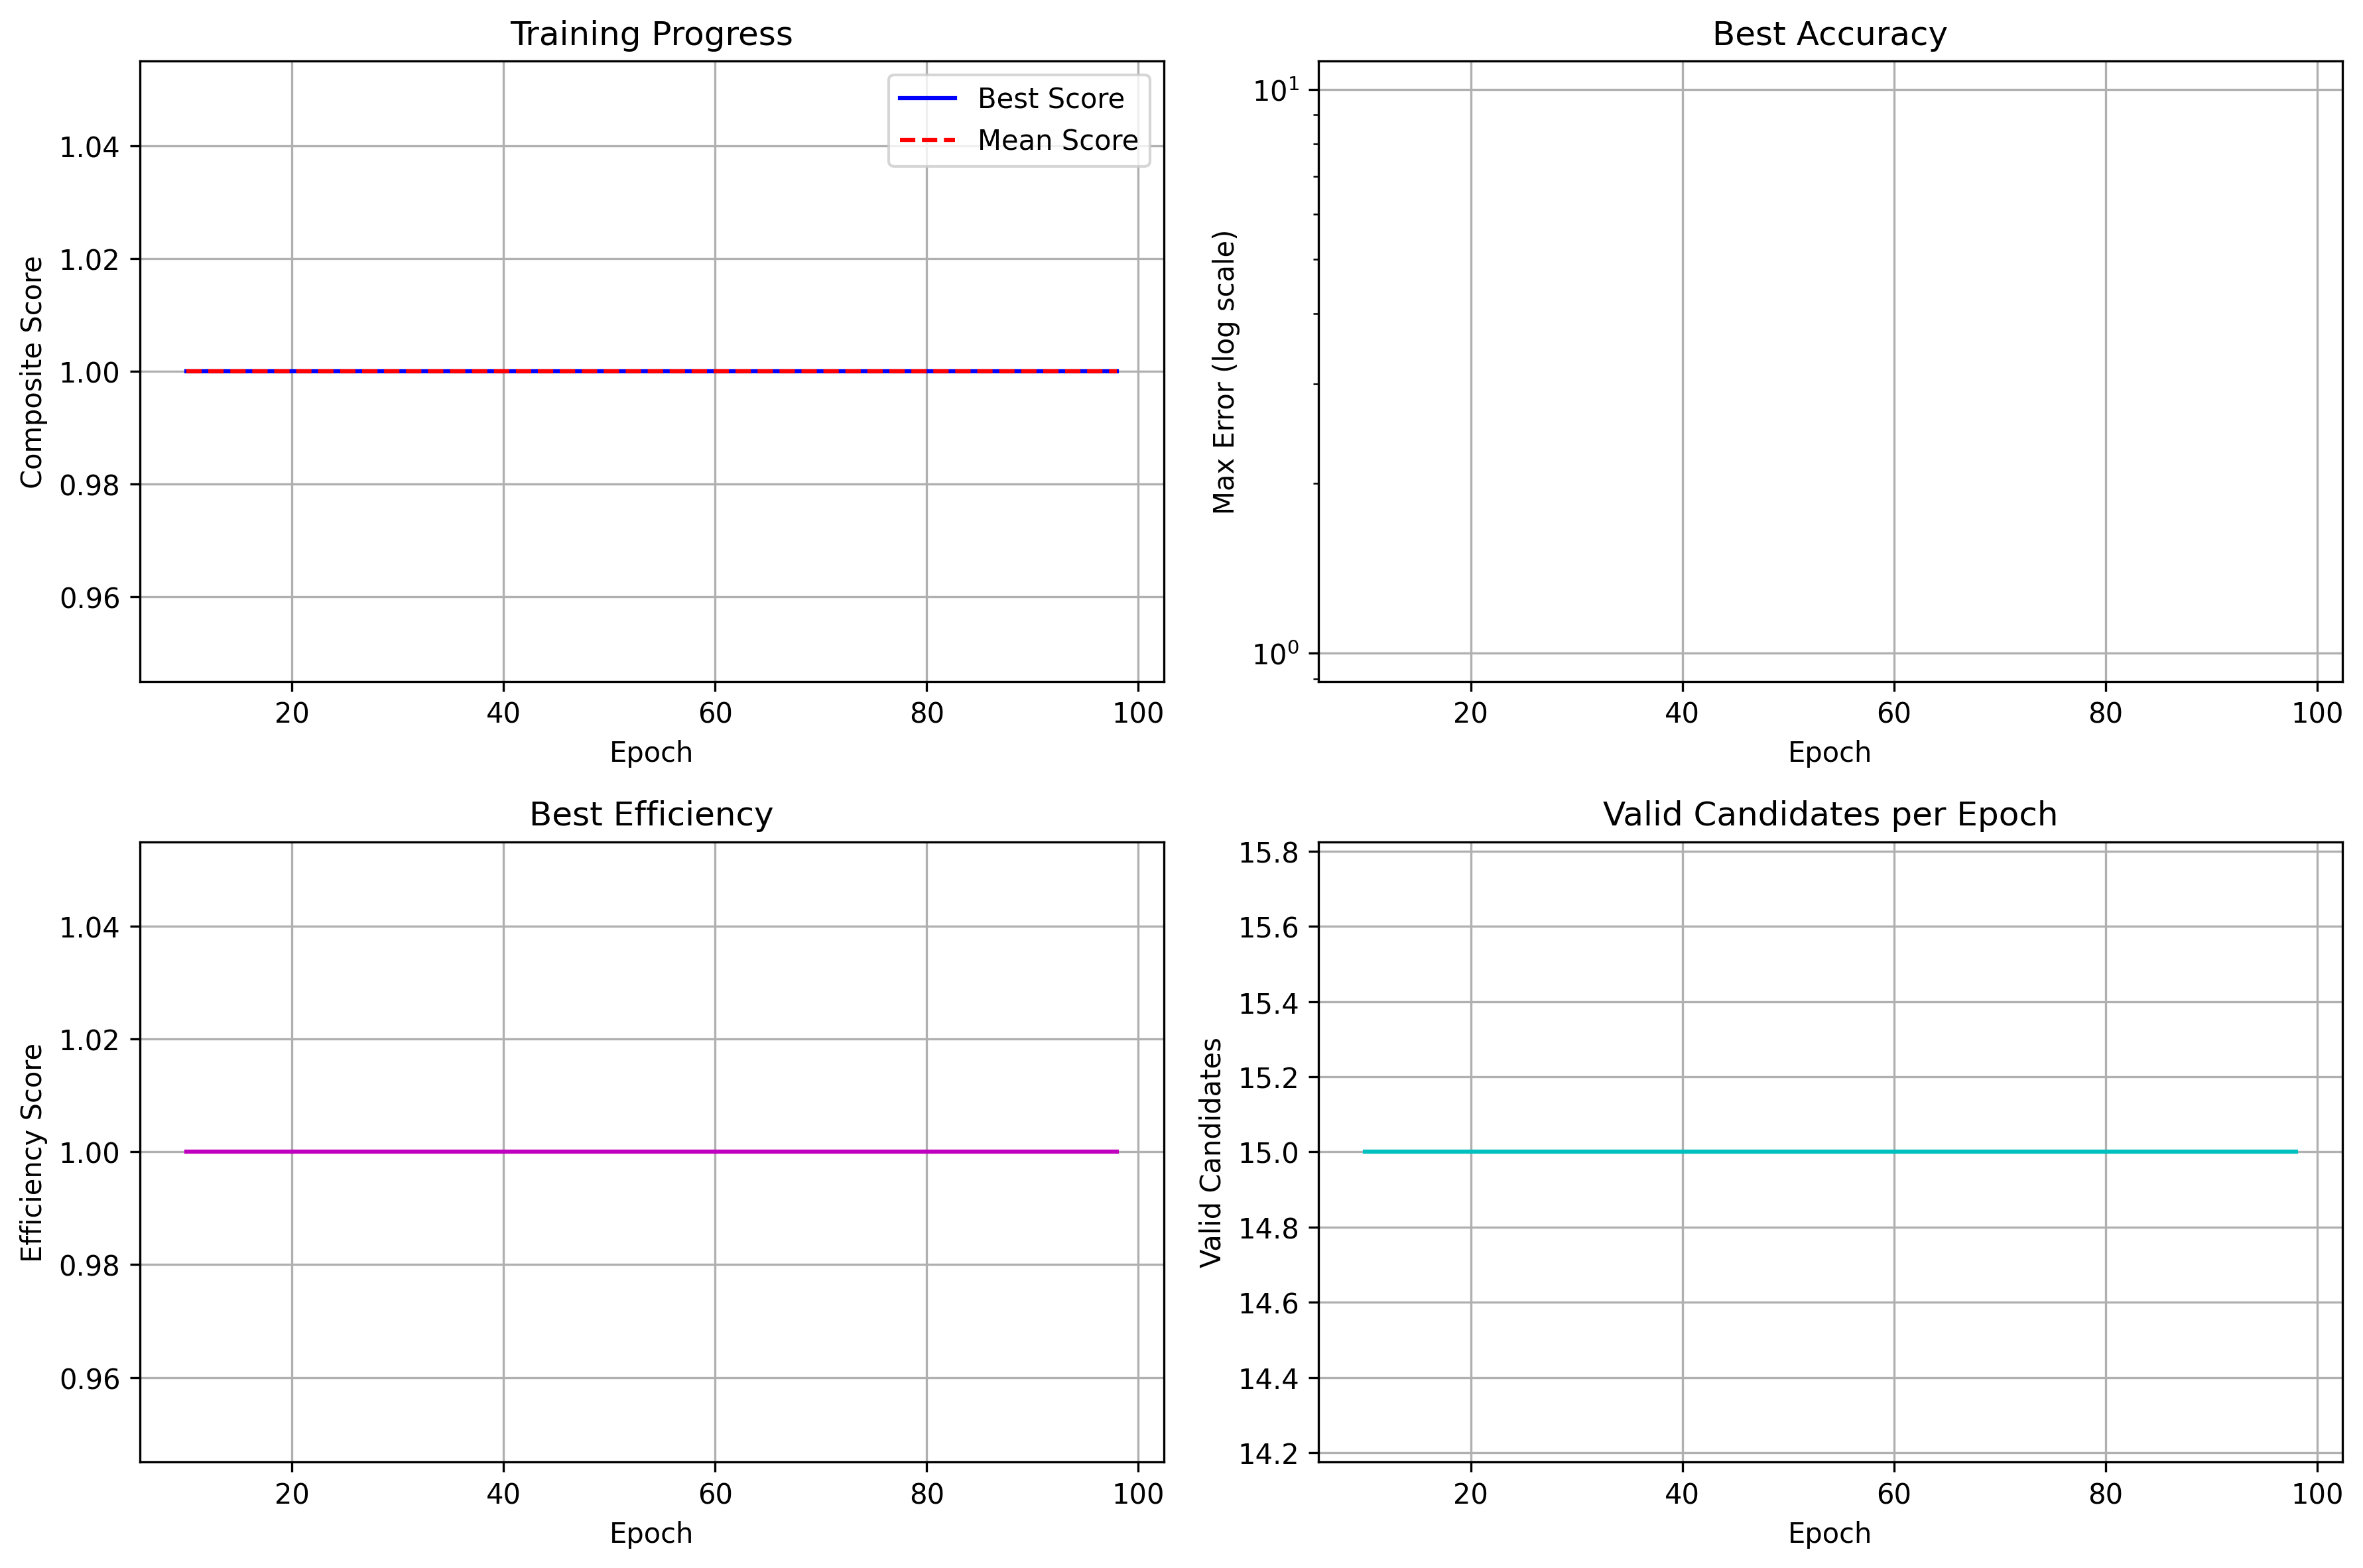 Training Progress
Composite Score
1.04
1.02
1.00
0.98
0.96
Best Score
Mean Score
20 40 60 80 100
Epoch
Best Accuracy
Max Error (log scale)
10¹
10⁰
20 40 60 80 100
Epoch
Best Efficiency
Efficiency Score
1.04
1.02
1.00
0.98
0.96
20 40 60 80 100
Epoch
Valid Candidates per Epoch
Valid Candidates
15.8
15.6
15.4
15.2
15.0
14.8
14.6
14.4
14.2
20 40 60 80 100
Epoch